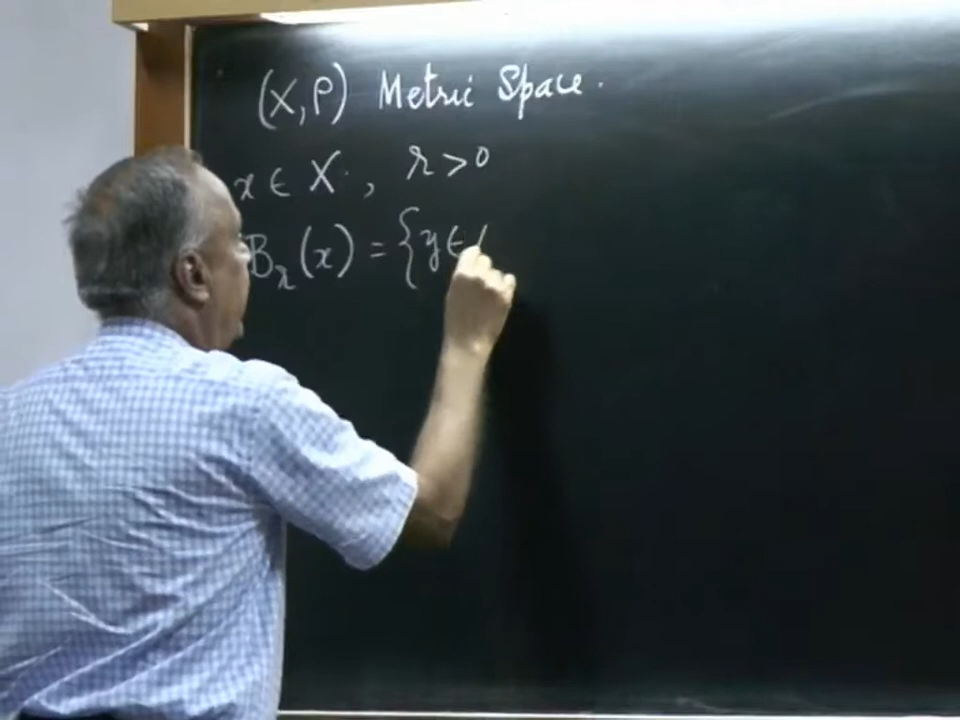 (X, ρ) Metric Space.
x ∈ X, r > 0
B_r(x) = {y ∈